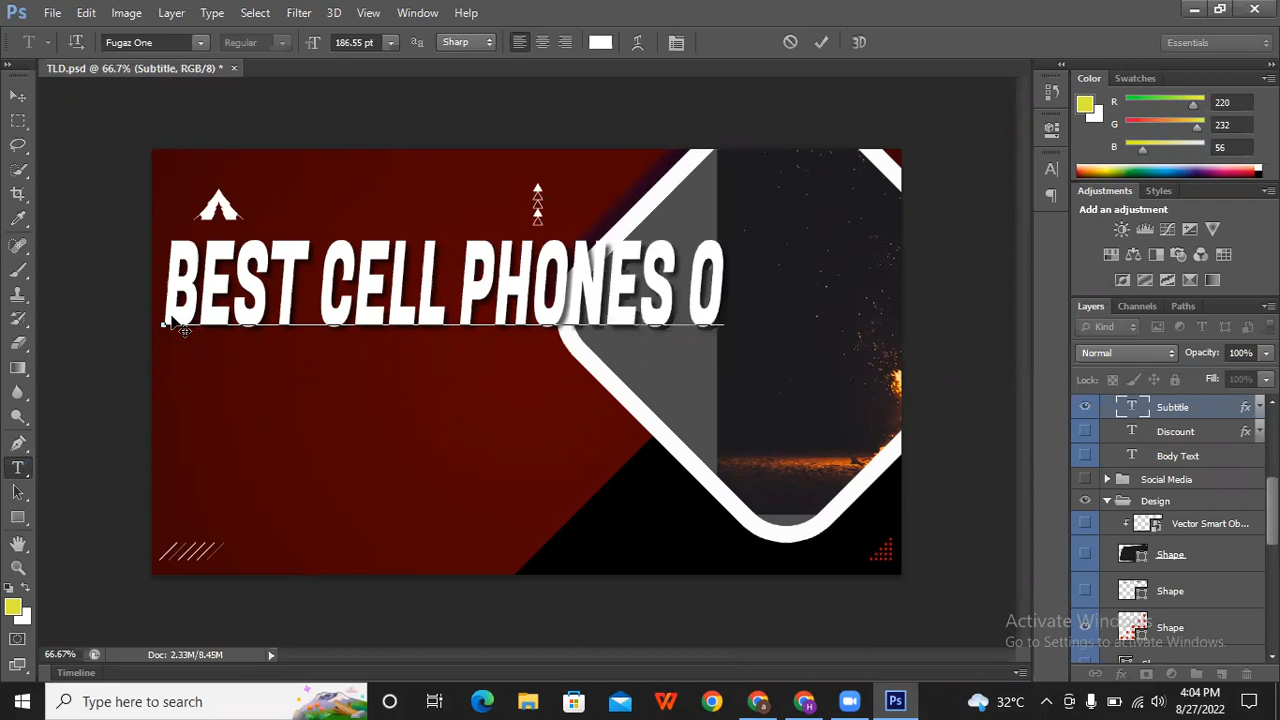 Ps File Edit Image Layer Type Select Filter 3D View Window Help
T Fugaz One Regular 186.55 pt aa Sharp 3D Essentials
TLD.psd @ 66.7% (Subtitle, RGB/8) * ×
Color Swatches
R 220
G 232
B 56
Adjustments Styles
Add an adjustment
BEST CELL PHONES O
Layers Channels Paths
Kind
Normal Opacity: 100%
Lock: Fill: 100%
T Subtitle fx
T Discount fx
T Body Text
Social Media
Design
Vector Smart Ob...
Shape
Shape
Shape
Activate Windows
Go to Settings to activate Windows.
66.67% Doc: 2.33M/8.45M
Timeline
Type here to search
32°C
4:04 PM
8/27/2022